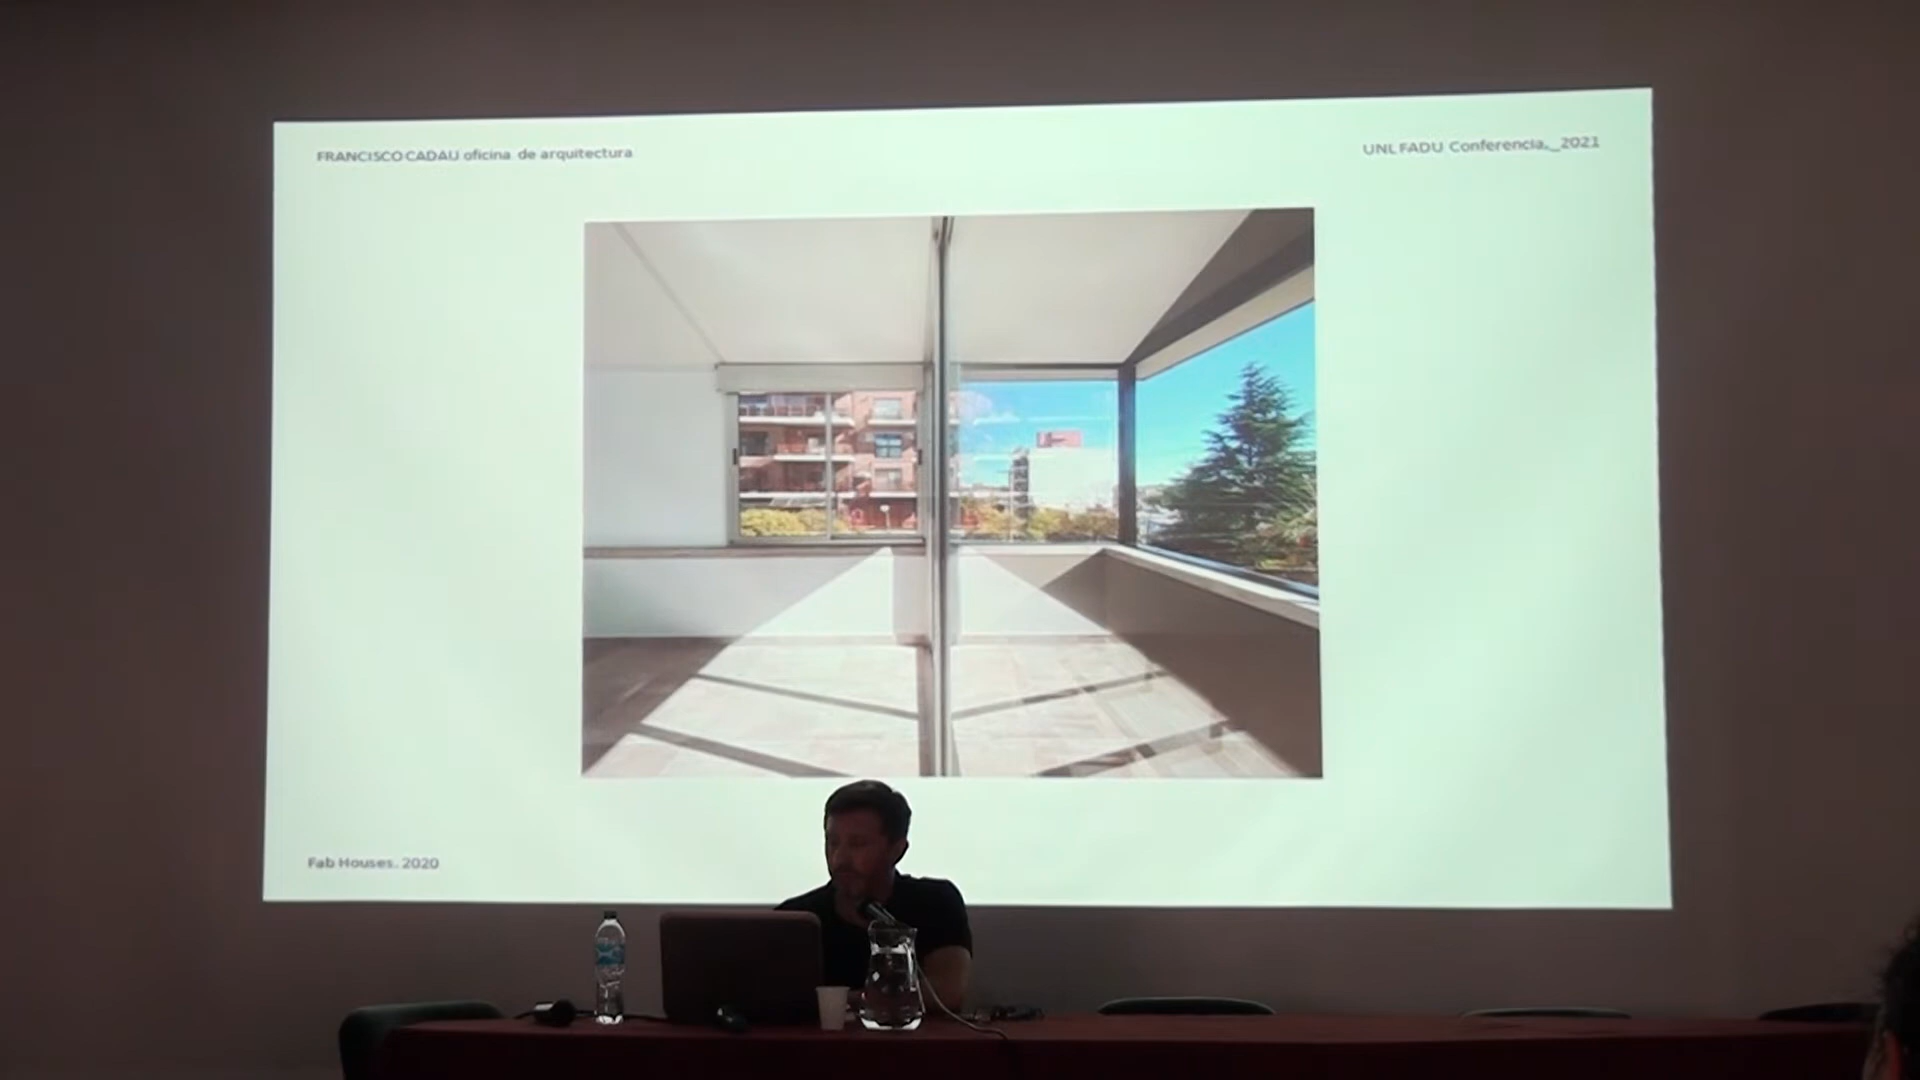 FRANCISCO CADAU oficina de arquitectura
UNL FADU Conferencia,_2021
Fab Houses. 2020